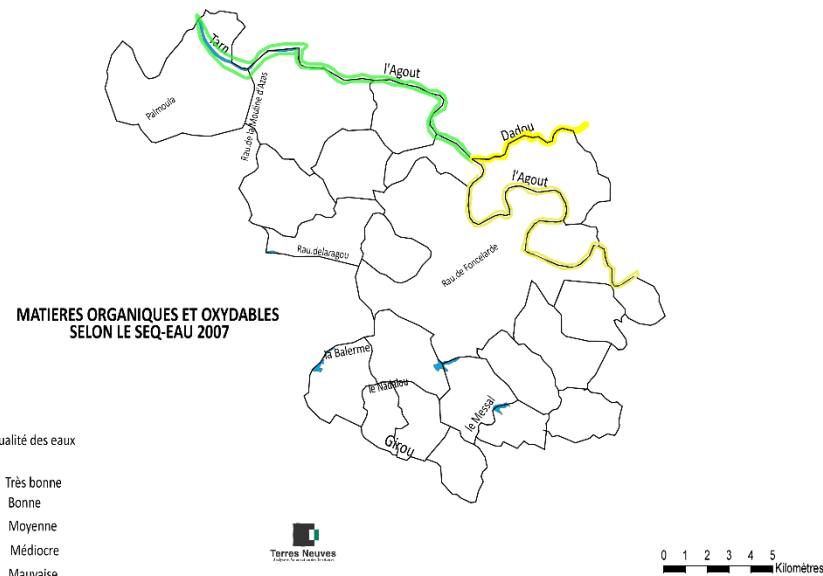 Tarn
l'Agout
Palmoula
Rau.de la Mouline d'Azas
Dadou
l'Agout
Rau.delaragou
Rau.de Foncelarde
MATIERES ORGANIQUES ET OXYDABLES
SELON LE SEQ-EAU 2007
la Balerme
le Nadalou
le Messal
Girou
ualité des eaux
Très bonne
Bonne
Moyenne
Médiocre
Mauvaise
Terres Neuves
0 1 2 3 4 5
Kilomètres